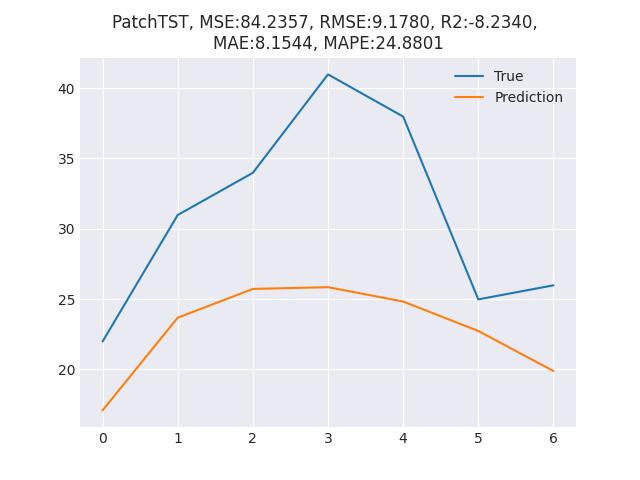 PatchTST, MSE:84.2357, RMSE:9.1780, R2:-8.2340,
MAE:8.1544, MAPE:24.8801
True
Prediction
40
35
30
25
20
0 1 2 3 4 5 6